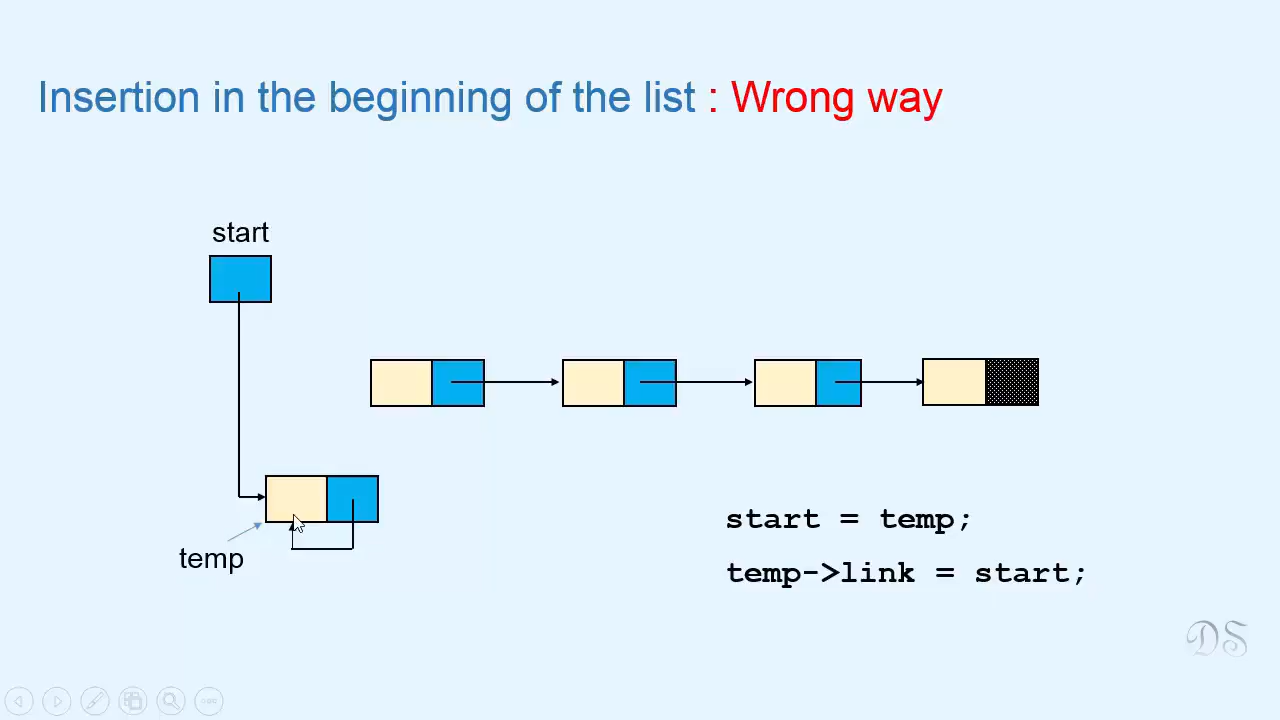 Insertion in the beginning of the list : Wrong way
start
temp
start = temp;
temp->link = start;
DS